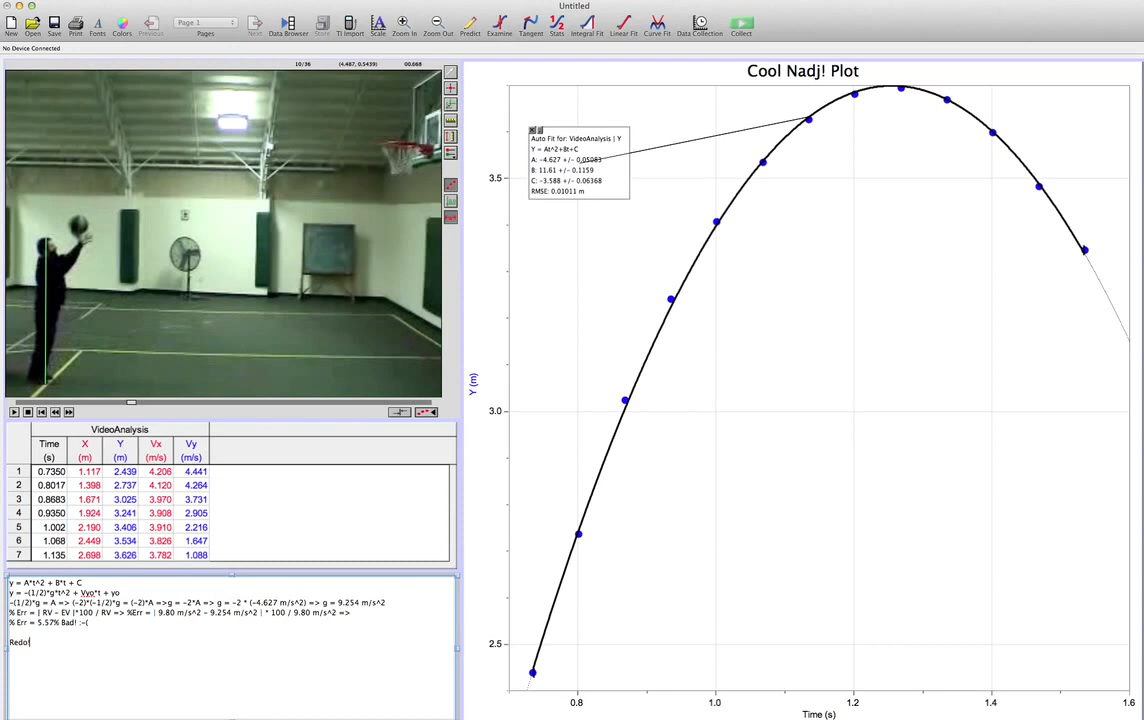 Untitled
New Open Save Print Fonts Colors Previous Page 1 Pages Next Data Browser Store TI Import Scale Zoom In Zoom Out Predict Examine Tangent Stats Integral Fit Linear Fit Curve Fit Data Collection Collect
No Device Connected
10/36 (4.487, 0.5439) 00.668
Cool Nadj! Plot
Auto Fit for: VideoAnalysis | Y
Y = At^2+Bt+C
A: -4.627 +/- 0.05083
B: 11.61 +/- 0.1159
C: -3.588 +/- 0.06368
RMSE: 0.01011 m
3.5
3.0
2.5
Y (m)
0.8 1.0 1.2 1.4 1.6
Time (s)
VideoAnalysis
Time X Y Vx Vy
(s) (m) (m) (m/s) (m/s)
1 0.7350 1.117 2.439 4.206 4.441
2 0.8017 1.398 2.737 4.120 4.264
3 0.8683 1.671 3.025 3.970 3.731
4 0.9350 1.924 3.241 3.908 2.905
5 1.002 2.190 3.406 3.910 2.216
6 1.068 2.449 3.534 3.826 1.647
7 1.135 2.698 3.626 3.782 1.088
y = A*t^2 + B*t + C
y = -(1/2)*g*t^2 + Vyo*t + yo
-(1/2)*g = A => (-2)*(-1/2)*g = (-2)*A =>g = -2*A => g = -2 * (-4.627 m/s^2) => g = 9.254 m/s^2
% Err = | RV - EV |*100 / RV => %Err = | 9.80 m/s^2 - 9.254 m/s^2 | * 100 / 9.80 m/s^2 =>
% Err = 5.57% Bad! :-(
Redo!